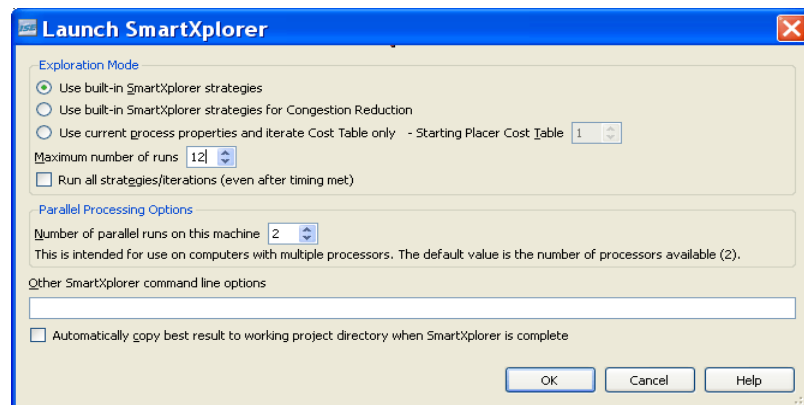 ISE Launch SmartXplorer
Exploration Mode
Use built-in SmartXplorer strategies
Use built-in SmartXplorer strategies for Congestion Reduction
Use current process properties and iterate Cost Table only - Starting Placer Cost Table 1
Maximum number of runs 12
Run all strategies/iterations (even after timing met)
Parallel Processing Options
Number of parallel runs on this machine 2
This is intended for use on computers with multiple processors. The default value is the number of processors available (2).
Other SmartXplorer command line options
Automatically copy best result to working project directory when SmartXplorer is complete
OK Cancel Help